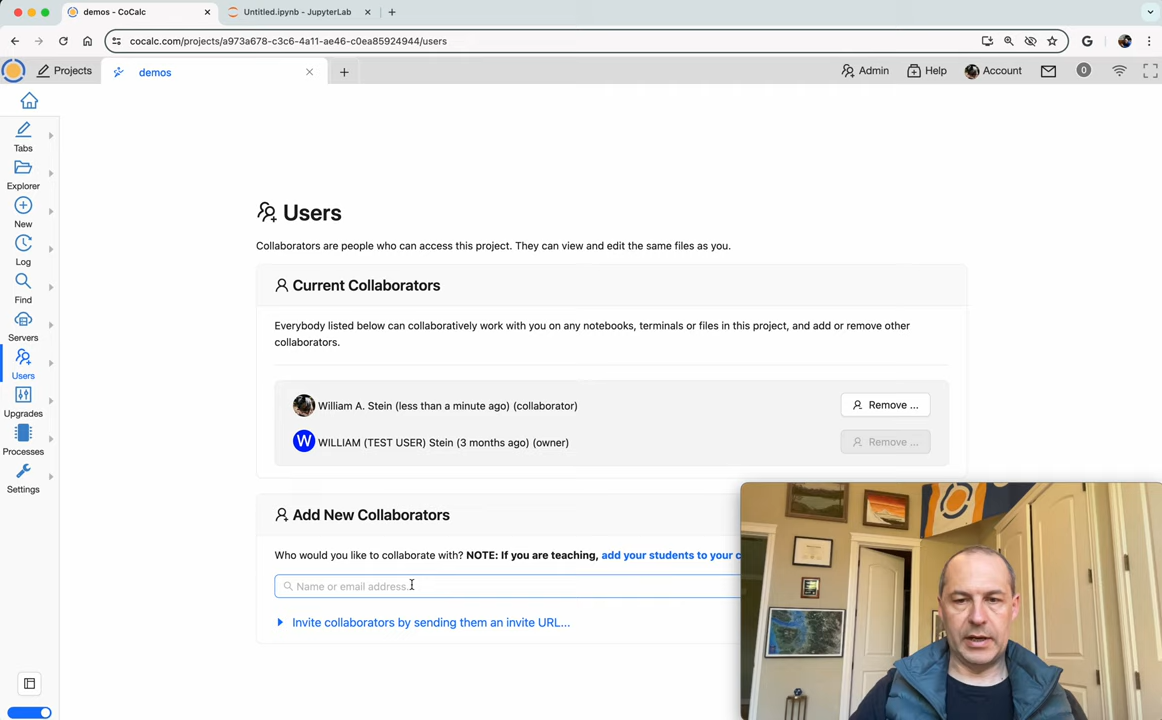 demos - CoCalc
Untitled.ipynb - JupyterLab
cocalc.com/projects/a973a678-c3c6-4a11-ae46-c0ea85924944/users
Projects
demos
Admin
Help
Account
0
Tabs
Explorer
New
Log
Find
Servers
Users
Upgrades
Processes
Settings
Users
Collaborators are people who can access this project. They can view and edit the same files as you.
Current Collaborators
Everybody listed below can collaboratively work with you on any notebooks, terminals or files in this project, and add or remove other
collaborators.
William A. Stein (less than a minute ago) (collaborator)
Remove ...
W WILLIAM (TEST USER) Stein (3 months ago) (owner)
Remove ...
Add New Collaborators
Who would you like to collaborate with? NOTE: If you are teaching, add your students to your c
Name or email address...
Invite collaborators by sending them an invite URL...